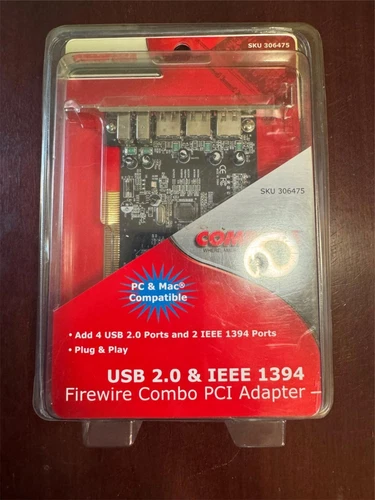 SKU 306475
SKU 306475
PC & Mac®
Compatible
• Add 4 USB 2.0 Ports and 2 IEEE 1394 Ports
• Plug & Play
USB 2.0 & IEEE 1394
Firewire Combo PCI Adapter